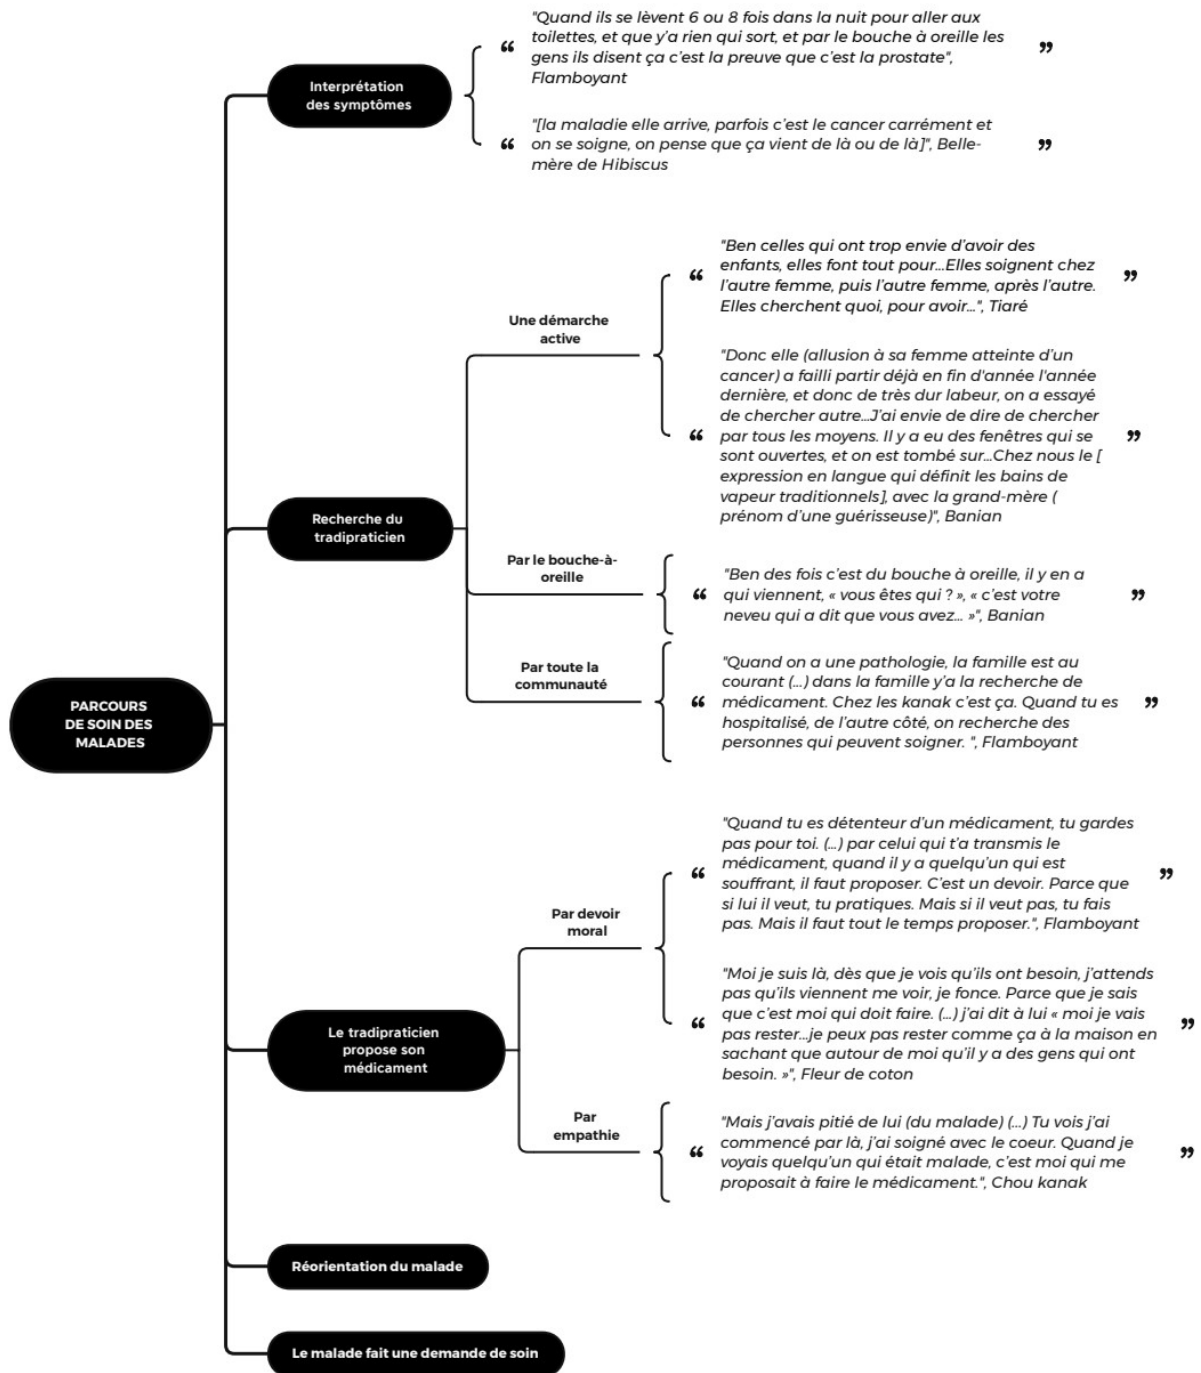 "Quand ils se lèvent 6 ou 8 fois dans la nuit pour aller aux
toilettes, et que y'a rien qui sort, et par le bouche à oreille les
gens ils disent ça c'est la preuve que c'est la prostate",
Flamboyant
Interprétation
des symptômes
"[la maladie elle arrive, parfois c'est le cancer carrément et
on se soigne, on pense que ça vient de là ou de là]", Belle-
mère de Hibiscus
"Ben celles qui ont trop envie d'avoir des
enfants, elles font tout pour...Elles soignent chez
l'autre femme, puis l'autre femme, après l'autre.
Elles cherchent quoi, pour avoir...", Tiaré
Une démarche
active
"Donc elle (allusion à sa femme atteinte d'un
cancer) a failli partir déjà en fin d'année l'année
dernière, et donc de très dur labeur, on a essayé
de chercher autre...J'ai envie de dire de chercher
par tous les moyens. Il y a eu des fenêtres qui se
sont ouvertes, et on est tombé sur...Chez nous le [
expression en langue qui définit les bains de
vapeur traditionnels], avec la grand-mère (
prénom d'une guérisseuse)", Banian
Recherche du
tradipraticien
Par le bouche-à-
oreille
"Ben des fois c'est du bouche à oreille, il y en a
qui viennent, « vous êtes qui ? », « c'est votre
neveu qui a dit que vous avez... »", Banian
Par toute la
communauté
"Quand on a une pathologie, la famille est au
courant (...) dans la famille y'a la recherche de
médicament. Chez les kanak c'est ça. Quand tu es
hospitalisé, de l'autre côté, on recherche des
personnes qui peuvent soigner. ", Flamboyant
PARCOURS
DE SOIN DES
MALADES
"Quand tu es détenteur d'un médicament, tu gardes
pas pour toi. (...) par celui qui t'a transmis le
médicament, quand il y a quelqu'un qui est
souffrant, il faut proposer. C'est un devoir. Parce que
si lui il veut, tu pratiques. Mais si il veut pas, tu fais
pas. Mais il faut tout le temps proposer.", Flamboyant
Par devoir
moral
"Moi je suis là, dès que je vois qu'ils ont besoin, j'attends
pas qu'ils viennent me voir, je fonce. Parce que je sais
que c'est moi qui doit faire. (...) j'ai dit à lui « moi je vais
pas rester...je peux pas rester comme ça à la maison en
sachant que autour de moi qu'il y a des gens qui ont
besoin. »", Fleur de coton
Le tradipraticien
propose son
médicament
Par
empathie
"Mais j'avais pitié de lui (du malade) (...) Tu vois j'ai
commencé par là, j'ai soigné avec le coeur. Quand je
voyais quelqu'un qui était malade, c'est moi qui me
proposait à faire le médicament.", Chou kanak
Réorientation du malade
Le malade fait une demande de soin